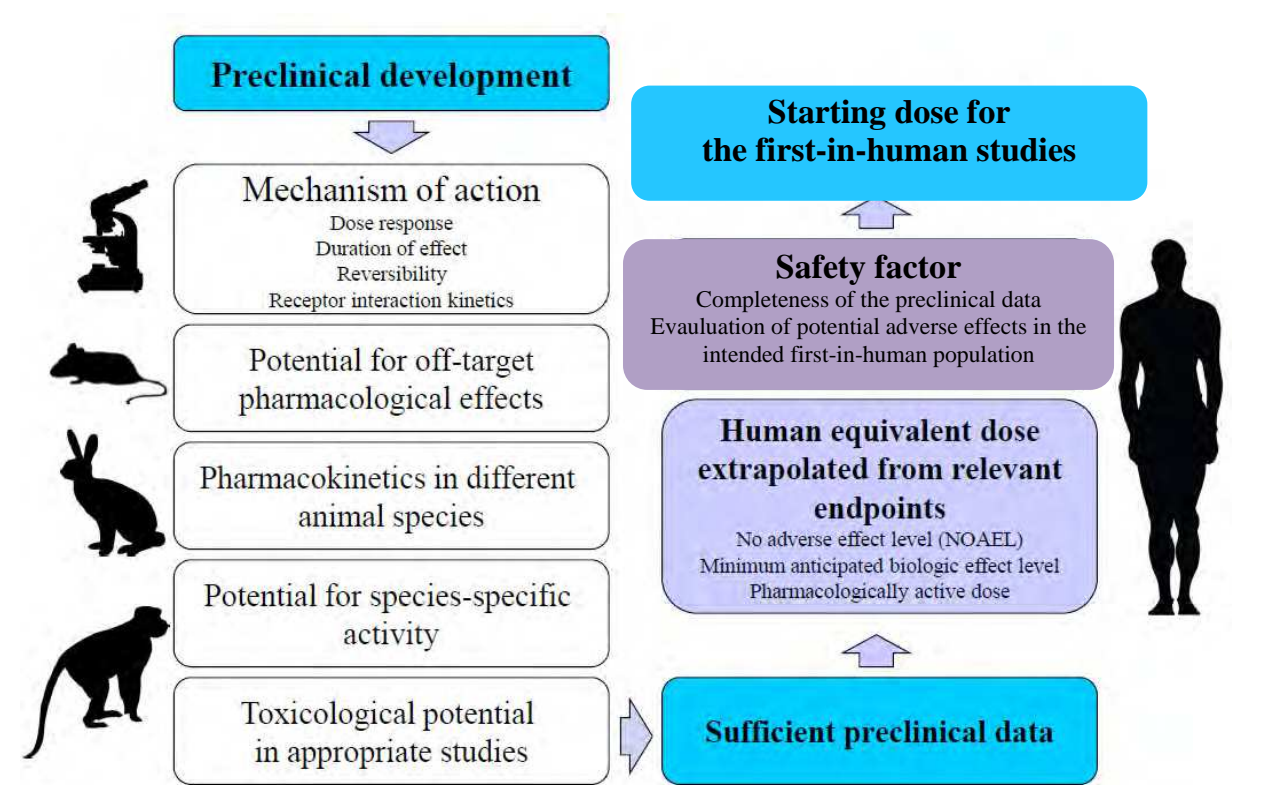 Preclinical development
Mechanism of action
Dose response
Duration of effect
Reversibility
Receptor interaction kinetics
Potential for off-target
pharmacological effects
Pharmacokinetics in different
animal species
Potential for species-specific
activity
Toxicological potential
in appropriate studies
Sufficient preclinical data
Human equivalent dose
extrapolated from relevant
endpoints
No adverse effect level (NOAEL)
Minimum anticipated biologic effect level
Pharmacologically active dose
Safety factor
Completeness of the preclinical data
Evauluation of potential adverse effects in the
intended first-in-human population
Starting dose for
the first-in-human studies